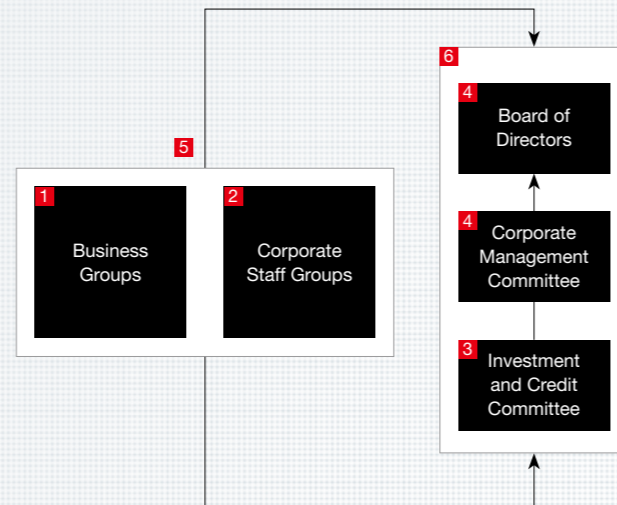 6
4
Board of
Directors
5
1
Business
Groups
2
Corporate
Staff Groups
4
Corporate
Management
Committee
3
Investment
and Credit
Committee